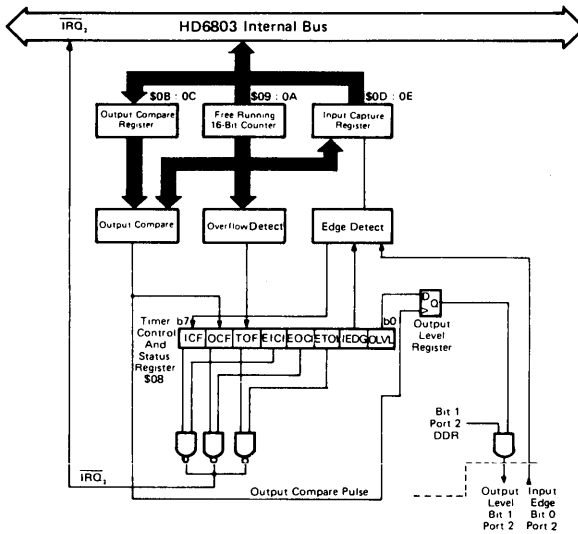 IRQ₂
HD6803 Internal Bus
$0B : 0C
$09 : 0A
$0D : 0E
Output Compare
Register
Free Running
16-Bit Counter
Input Capture
Register
Output Compare
Overflow Detect
Edge Detect
Timer
Control
And
Status
Register
$08
b7
b0
ICF
OCF
TOF
EICI
EOCI
ETOI
IEDG
OLVL
D
Q
Output
Level
Register
Bit 1
Port 2
DDR
IRQ₂
Output Compare Pulse
Output
Level
Bit 1
Port 2
Input
Edge
Bit 0
Port 2